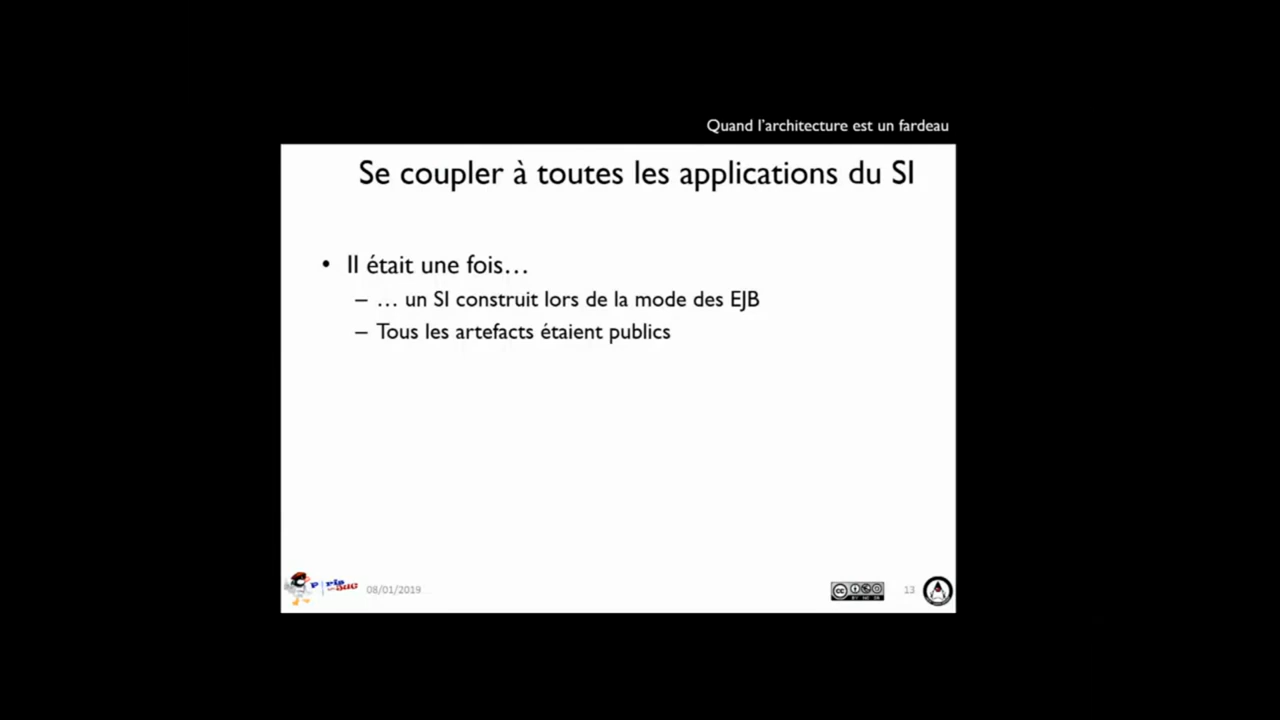 Quand l'architecture est un fardeau
Se coupler à toutes les applications du SI
• Il était une fois…
– … un SI construit lors de la mode des EJB
– Tous les artefacts étaient publics
08/01/2019
13